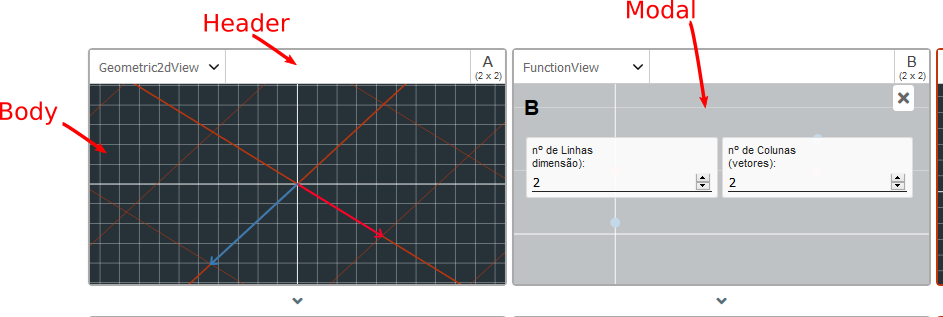 Header
Modal
Body
Geometric2dView
A
(2 x 2)
FunctionView
B
(2 x 2)
B
nº de Linhas
dimensão):
2
nº de Colunas
(vetores):
2